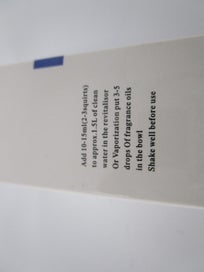 Add 10-15ml(2-3squirts)
to approx.1.5L of clean
water in the revitalisor
Or Vaporization put 3-5
drops Of fragrance oils
in the bowl
Shake well before use